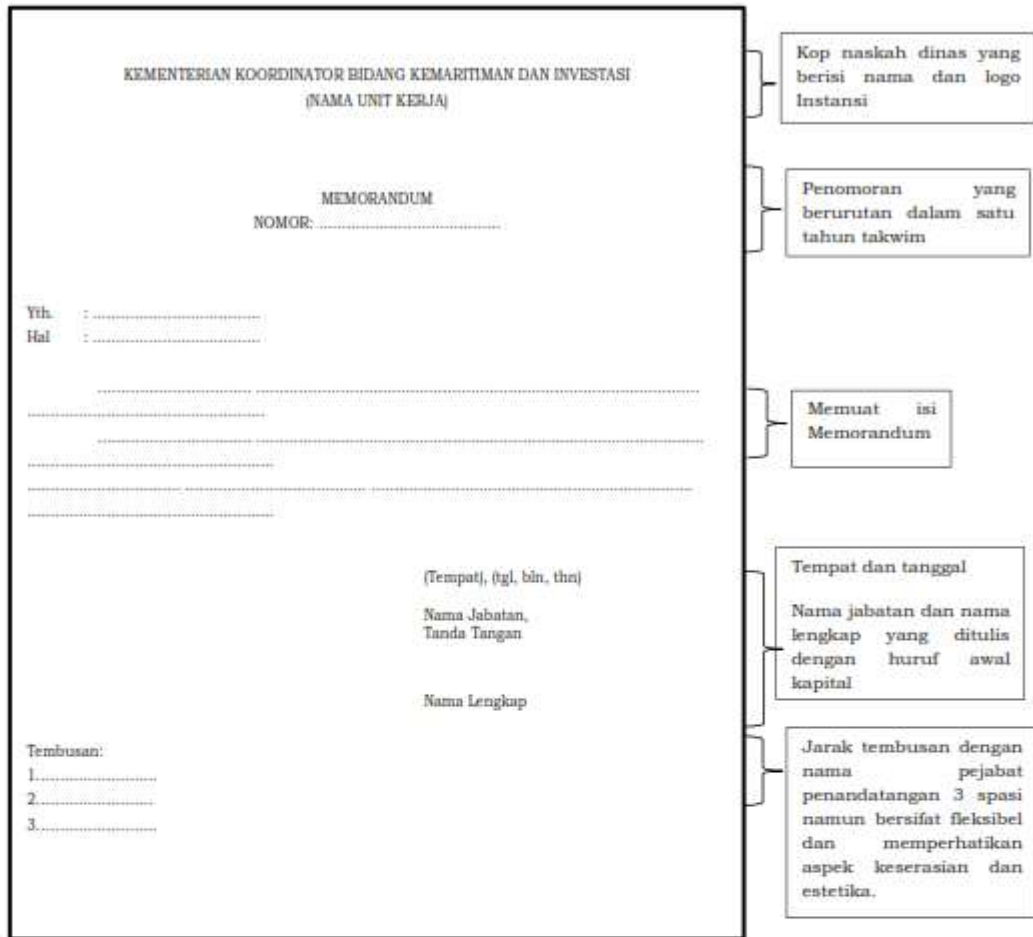 KEMENTERIAN KOORDINATOR BIDANG KEMARITIMAN DAN INVESTASI
(NAMA UNIT KERJA)
MEMORANDUM
NOMOR: ..................................................
Yth. : ..............................................
Hal : ..............................................
.......................................... ..........................................................................................................................
.................................................................
.......................................... ...........................................................................................................................
...................................................................
.......................................... .................................................. ........................................................................................
...................................................................
(Tempat), (tgl, bln, thn)
Nama Jabatan,
Tanda Tangan
Nama Lengkap
Tembusan:
1.................................
2.................................
3.................................
Kop naskah dinas yang
berisi nama dan logo
Instansi
Penomoran yang
berurutan dalam satu
tahun takwim
Memuat isi
Memorandum
Tempat dan tanggal
Nama jabatan dan nama
lengkap yang ditulis
dengan huruf awal
kapital
Jarak tembusan dengan
nama pejabat
penandatangan 3 spasi
namun bersifat fleksibel
dan memperhatikan
aspek keserasian dan
estetika.